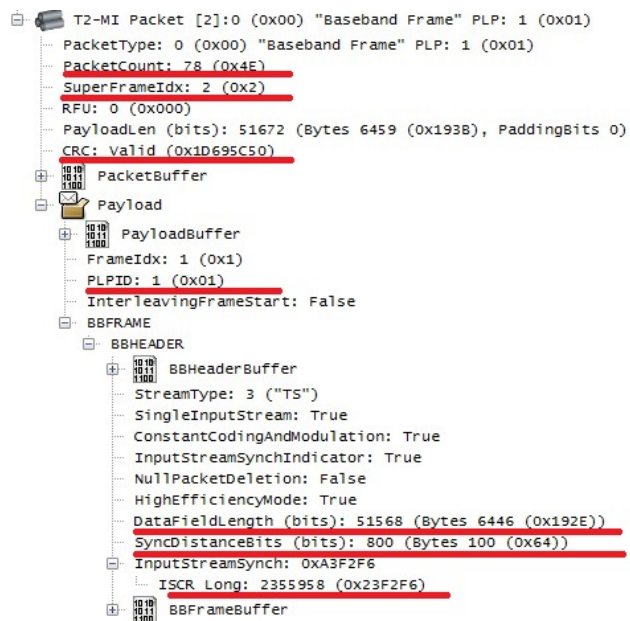 T2-MI Packet [2]:0 (0x00) "Baseband Frame" PLP: 1 (0x01)
PacketType: 0 (0x00) "Baseband Frame" PLP: 1 (0x01)
PacketCount: 78 (0x4E)
SuperFrameIdx: 2 (0x2)
RFU: 0 (0x000)
PayloadLen (bits): 51672 (Bytes 6459 (0x193B), PaddingBits 0)
CRC: Valid (0x1D695C50)
PacketBuffer
Payload
PayloadBuffer
FrameIdx: 1 (0x1)
PLPID: 1 (0x01)
InterleavingFrameStart: False
BBFRAME
BBHEADER
BBHeaderBuffer
StreamType: 3 ("TS")
SingleInputStream: True
ConstantCodingAndModulation: True
InputStreamSynchIndicator: True
NullPacketDeletion: False
HighEfficiencyMode: True
DataFieldLength (bits): 51568 (Bytes 6446 (0x192E))
SyncDistanceBits (bits): 800 (Bytes 100 (0x64))
InputStreamSynch: 0xA3F2F6
ISCR Long: 2355958 (0x23F2F6)
BBFrameBuffer